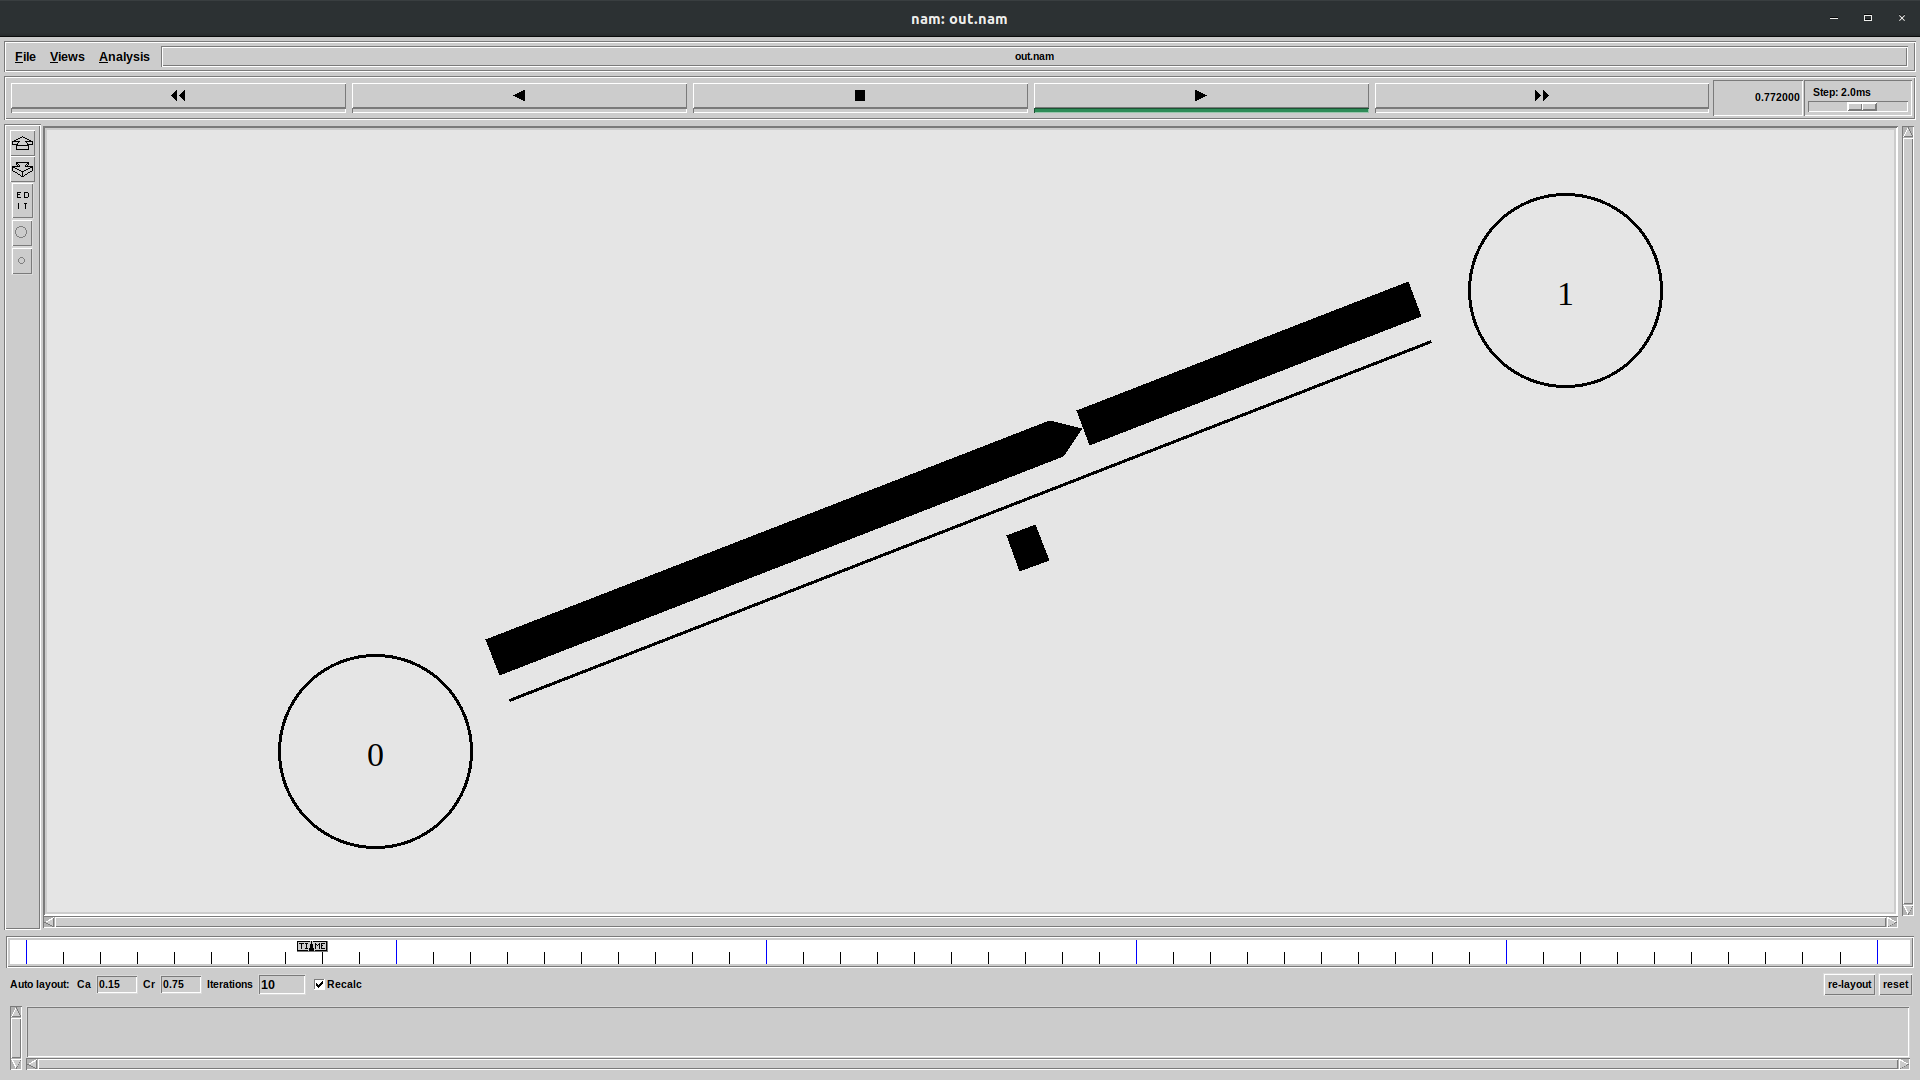 nam: out.nam
File Views Analysis out.nam
0.772000 Step: 2.0ms
E D
I T
1
0
TIME
Auto layout: Ca 0.15 Cr 0.75 Iterations 10 Recalc re-layout reset